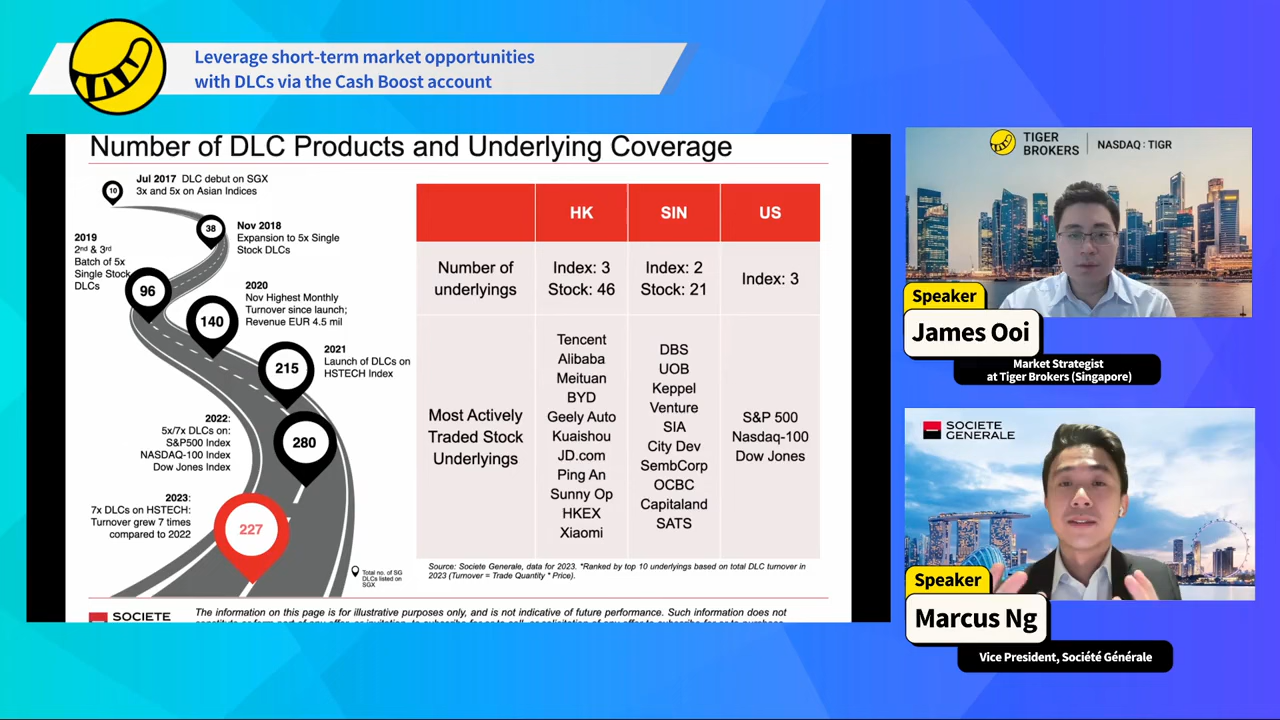 Leverage short-term market opportunities
with DLCs via the Cash Boost account
Number of DLC Products and Underlying Coverage
10
Jul 2017 DLC debut on SGX
3x and 5x on Asian Indices
38
Nov 2018
Expansion to 5x Single
Stock DLCs
2019
2nd & 3rd
Batch of 5x
Single Stock
DLCs
96
2020
Nov Highest Monthly
Turnover since launch;
Revenue EUR 4.5 mil
140
2021
Launch of DLCs on
HSTECH Index
215
2022:
5x/7x DLCs on:
S&P500 Index
NASDAQ-100 Index
Dow Jones Index
280
2023:
7x DLCs on HSTECH:
Turnover grew 7 times
compared to 2022
227
Total no. of SG
DLCs listed on
SGX
HK
SIN
US
Number of
underlyings
Index: 3
Stock: 46
Index: 2
Stock: 21
Index: 3
Most Actively
Traded Stock
Underlyings
Tencent
Alibaba
Meituan
BYD
Geely Auto
Kuaishou
JD.com
Ping An
Sunny Op
HKEX
Xiaomi
DBS
UOB
Keppel
Venture
SIA
City Dev
SembCorp
OCBC
Capitaland
SATS
S&P 500
Nasdaq-100
Dow Jones
Source: Societe Generale, data for 2023. *Ranked by top 10 underlyings based on total DLC turnover in
2023 (Turnover = Trade Quantity * Price).
SOCIETE
The information on this page is for illustrative purposes only, and is not indicative of future performance. Such information does not
TIGER
BROKERS
NASDAQ : TIGR
Speaker
James Ooi
Market Strategist
at Tiger Brokers (Singapore)
SOCIETE
GENERALE
Speaker
Marcus Ng
Vice President, Société Générale